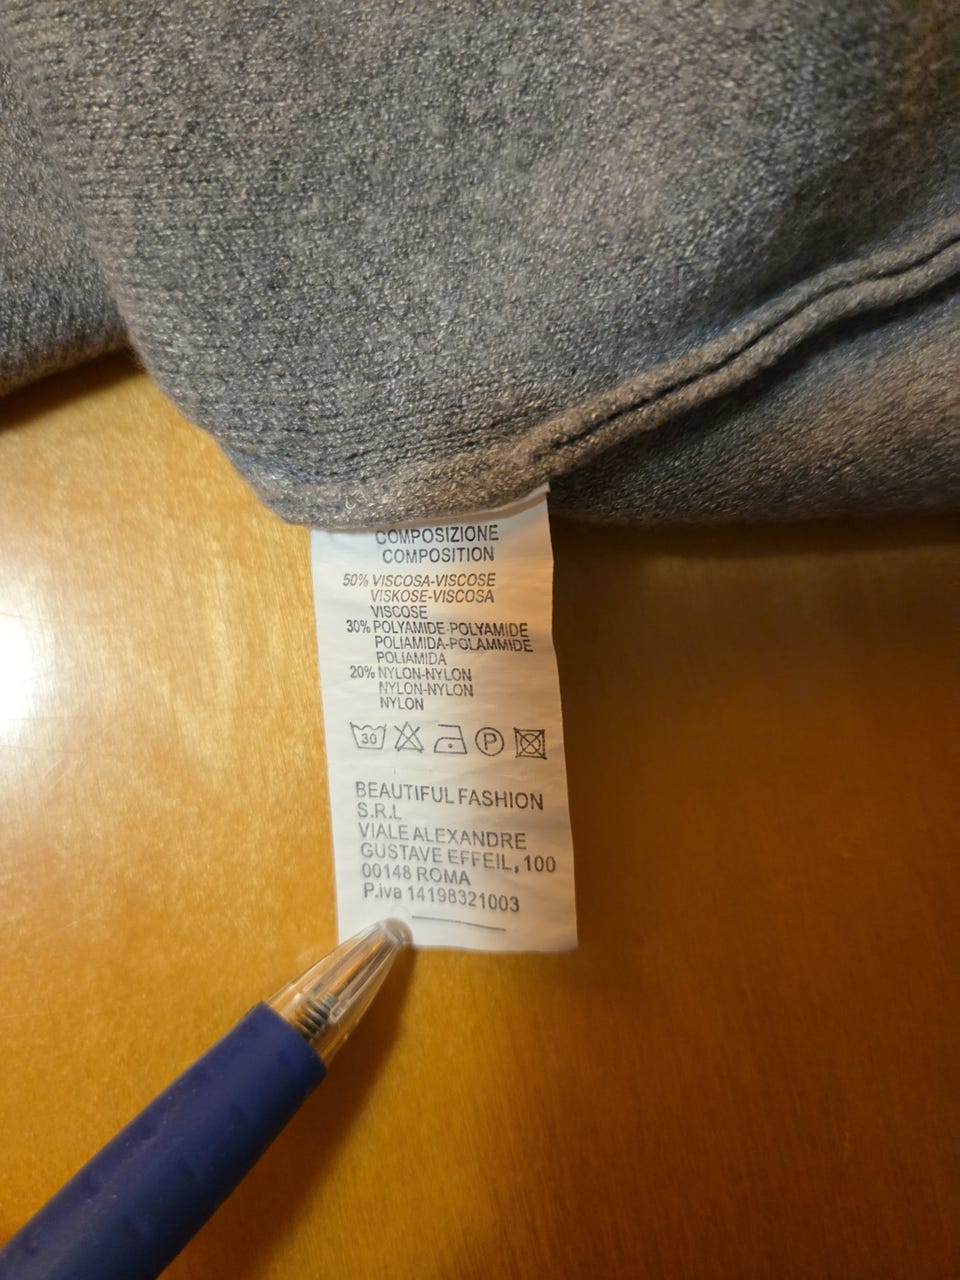 COMPOSIZIONE
COMPOSITION
50% VISCOSA-VISCOSE
VISKOSE-VISCOSA
VISCOSE
30% POLYAMIDE-POLYAMIDE
POLIAMIDA-POLAMMIDE
POLIAMIDA
20% NYLON-NYLON
NYLON-NYLON
NYLON
30 P
BEAUTIFUL FASHION
S.R.L
VIALE ALEXANDRE
GUSTAVE EFFEIL, 100
00148 ROMA
P.iva 14198321003